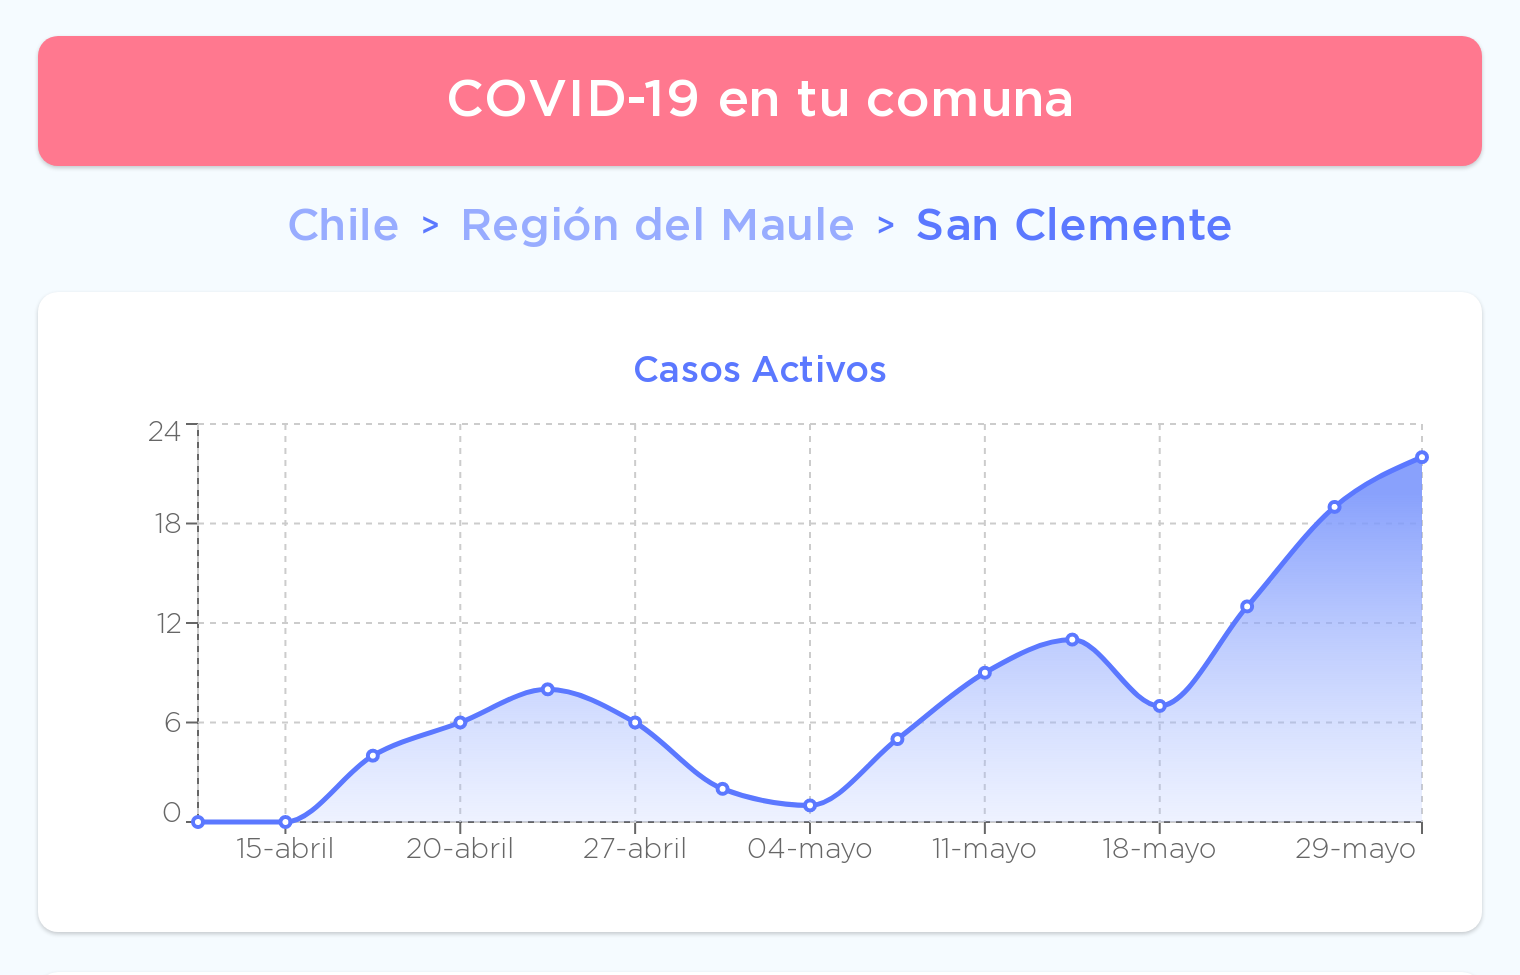 COVID-19 en tu comuna
Chile > Región del Maule > San Clemente
Casos Activos
24
18
12
6
0
15-abril 20-abril 27-abril 04-mayo 11-mayo 18-mayo 29-mayo